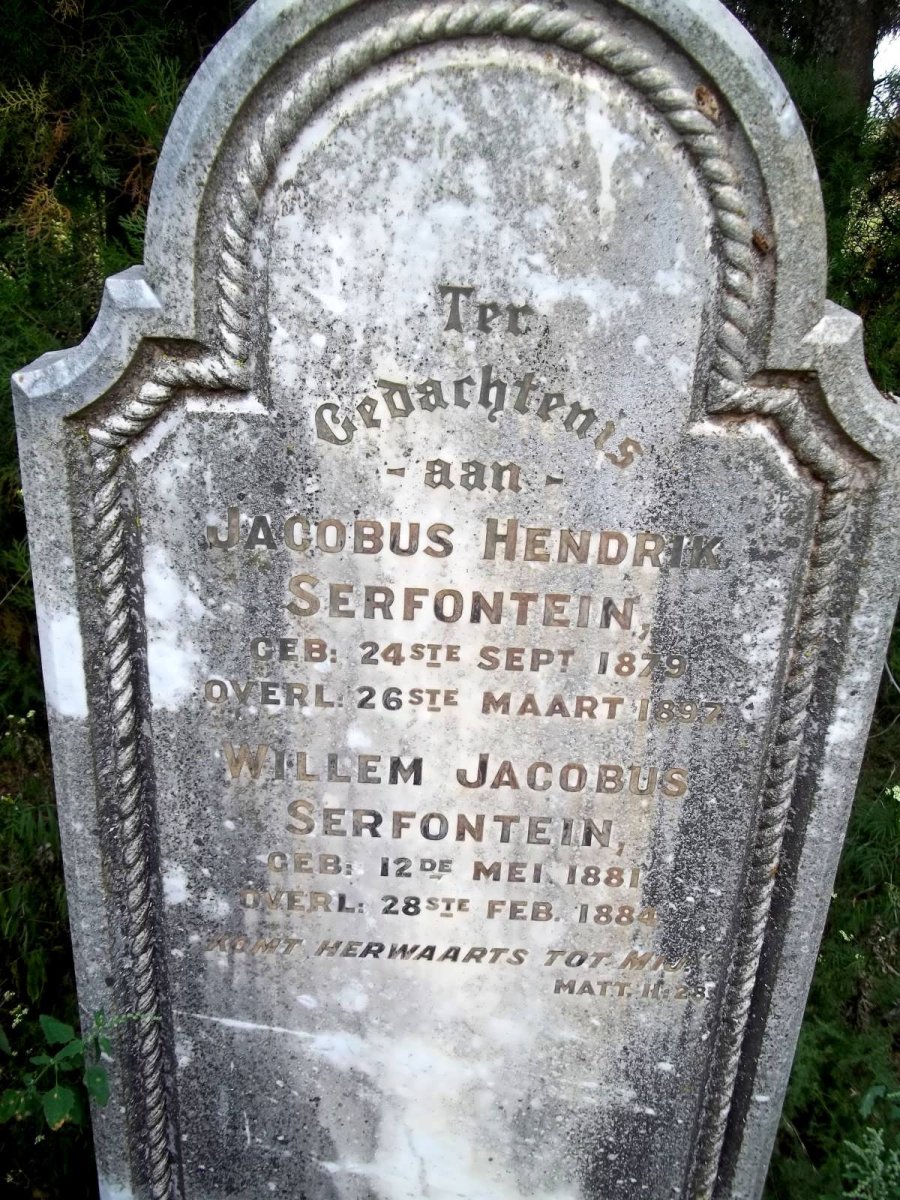 Ter
Gedachtenis
- aan -
JACOBUS HENDRIK
SERFONTEIN,
GEB: 24STE SEPT 1879
OVERL: 26STE MAART 1897
WILLEM JACOBUS
SERFONTEIN,
GEB: 12DE MEI 1881
OVERL: 28STE FEB. 1884
"KOMT HERWAARTS TOT MIJ."
MATT. 11:28.